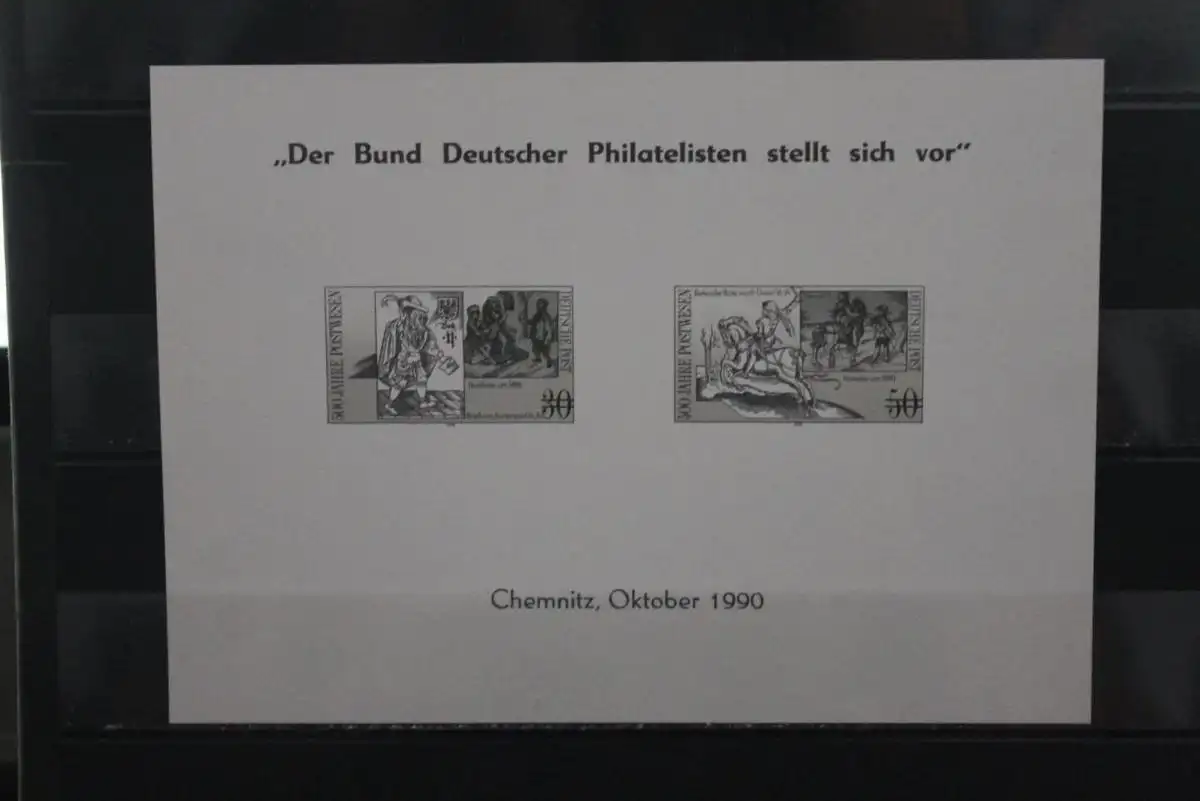 „Der Bund Deutscher Philatelisten stellt sich vor“
500 JAHRE POSTWESEN
DEUTSCHE POST
30
500 JAHRE POSTWESEN
DEUTSCHE POST
50
Chemnitz, Oktober 1990